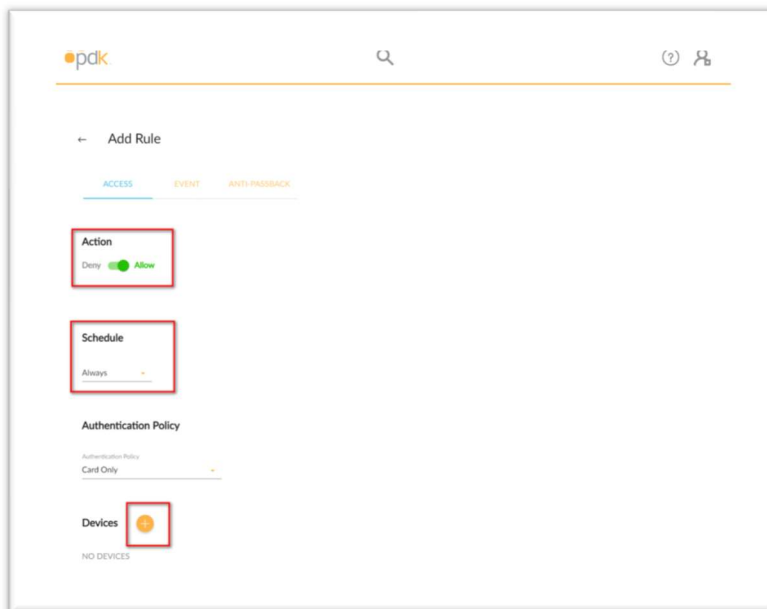 pdk
Add Rule
ACCESS EVENT ANTI-PASSBACK
Action
Deny Allow
Schedule
Always
Authentication Policy
Authentication Policy
Card Only
Devices
NO DEVICES